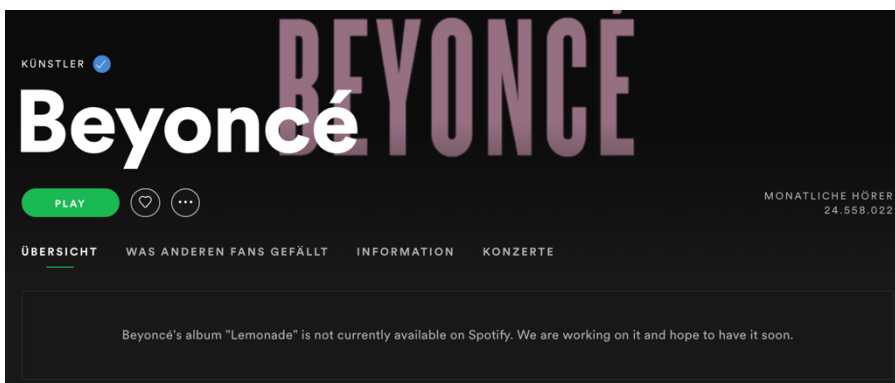 BEYONCÉ
KÜNSTLER
Beyoncé
PLAY
MONATLICHE HÖRER
24.558.022
ÜBERSICHT WAS ANDEREN FANS GEFÄLLT INFORMATION KONZERTE
Beyoncé's album "Lemonade" is not currently available on Spotify. We are working on it and hope to have it soon.